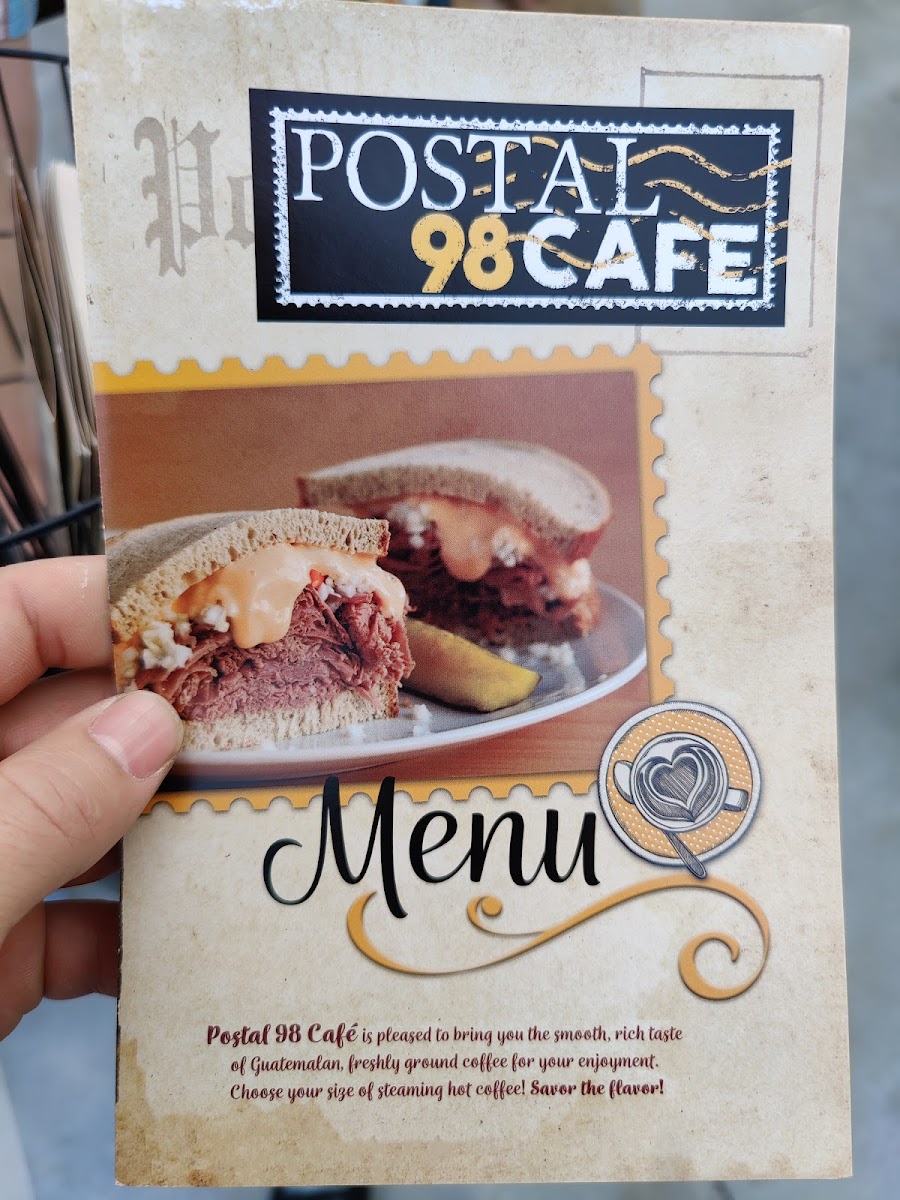 Po
POSTAL
98 CAFE
Menu
Postal 98 Café is pleased to bring you the smooth, rich taste
of Guatemalan, freshly ground coffee for your enjoyment.
Choose your size of steaming hot coffee! Savor the flavor!